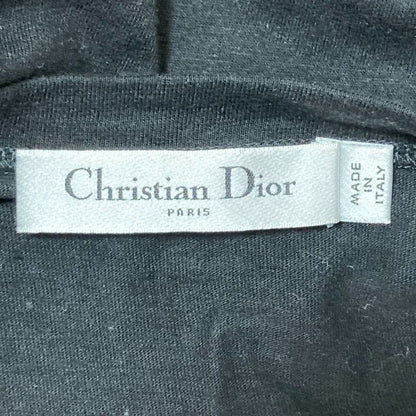 Christian Dior
PARIS
MADE
IN
ITALY